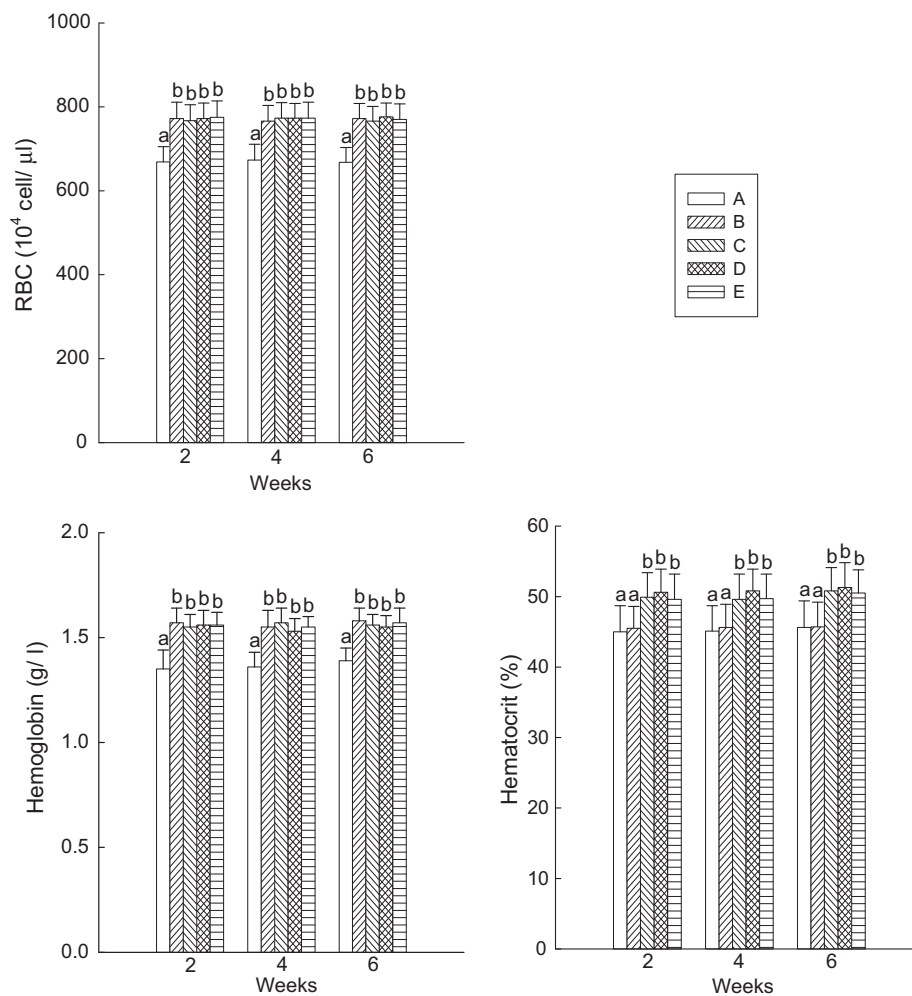 1000
800
600
400
200
0
RBC (10⁴ cell/ μl)
a b b b b a b b b b a b b b b
2 4 6
Weeks
A
B
C
D
E
2.0
1.5
1.0
0.5
0.0
Hemoglobin (g/ l)
a b b b b a b b b b a b b b b
2 4 6
Weeks
60
50
40
30
20
10
0
Hematocrit (%)
a a b b b a a b b b a a b b b
2 4 6
Weeks